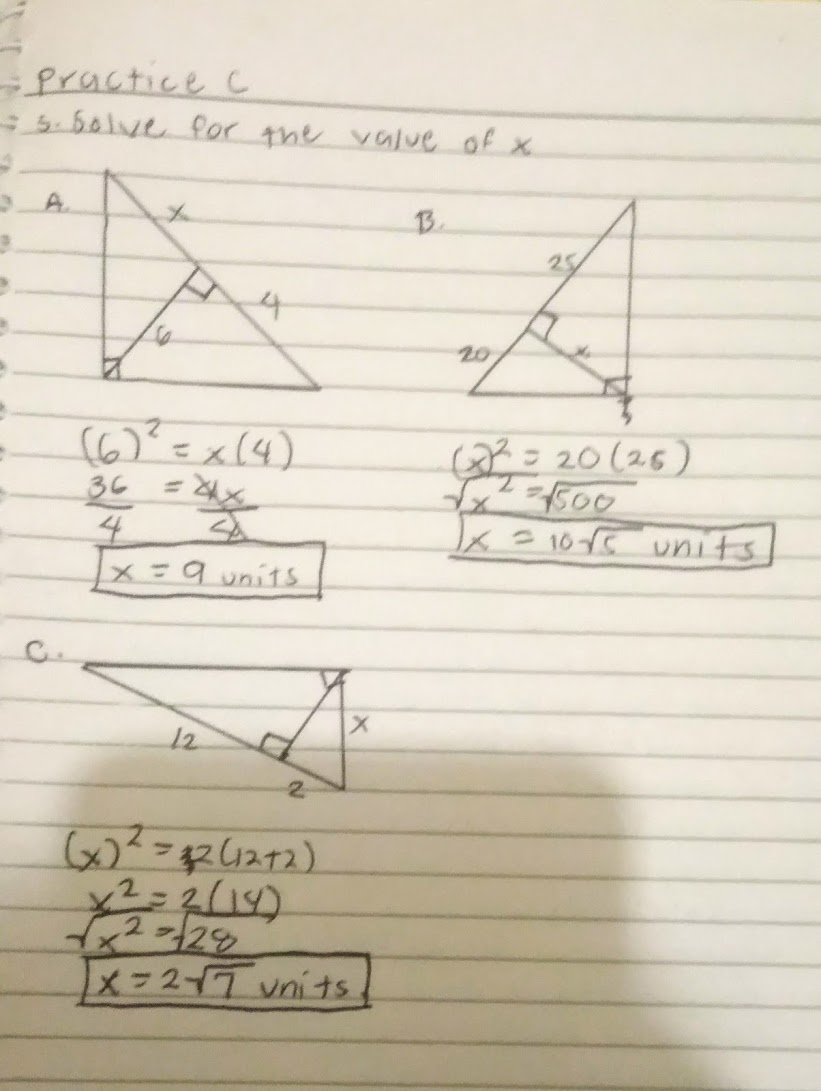 Practice C
5. Solve for the value of x
A.
x
4
6
B.
25
20
x
(6)² = x(4)
36/4 = 4x/4
x = 9 units
(x)² = 20(25)
√x² = √500
x = 10√5 units
C.
12
2
x
(x)² = 2(12+2)
x² = 2(14)
√x² = √28
x = 2√7 units